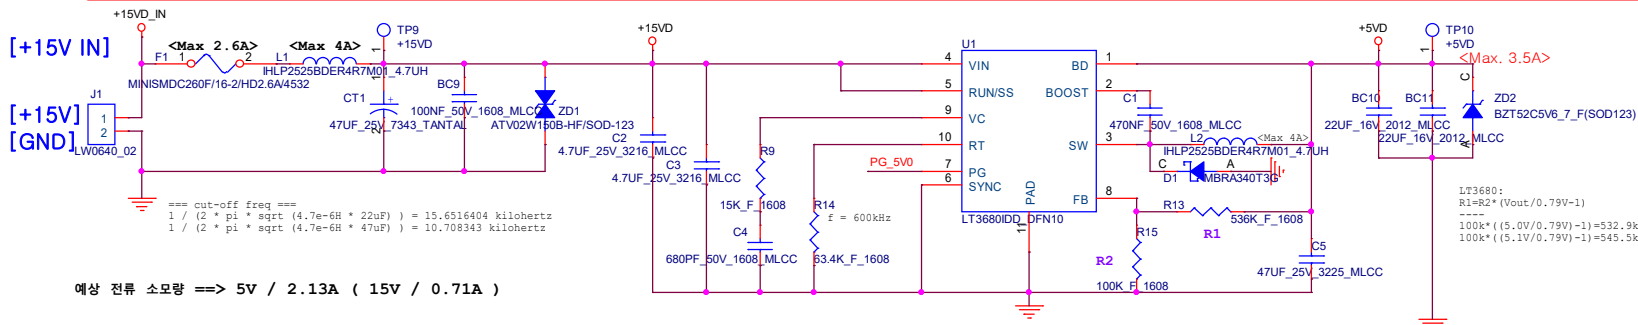 +15VD_IN
[+15V IN]
<Max 2.6A>
<Max 4A>
F1
1
2
L1
IHLP2525BDER4R7M01_4.7UH
MINISMDC260F/16-2/HD2.6A/4532
J1
[+15V]
[GND]
1
2
LW0640_02
TP9
+15VD
1
CT1
+
2
47UF_25V_7343_TANTAL
BC9
100NF_50V_1608_MLCC
ZD1
ATV02W150B-HF/SOD-123
+15VD
C2
4.7UF_25V_3216_MLCC
C3
4.7UF_25V_3216_MLCC
R9
15K_F_1608
C4
680PF_50V_1608_MLCC
R14
f = 600kHz
63.4K_F_1608
PG_5V0
U1
4
VIN
BD
1
5
RUN/SS
BOOST
2
9
VC
10
RT
SW
3
7
PG
6
SYNC
FB
8
PAD
11
LT3680IDD_DFN10
C1
470NF_50V_1608_MLCC
L2
<Max 4A>
IHLP2525BDER4R7M01_4.7UH
C
A
D1
MBRA340T3G
R13
536K_F_1608
R1
R15
R2
100K_F_1608
C5
47UF_25V_3225_MLCC
+5VD
TP10
+5VD
1
<Max. 3.5A>
BC10
22UF_16V_2012_MLCC
BC11
22UF_16V_2012_MLCC
C
ZD2
BZT52C5V6_7_F(SOD123)
A
LT3680:
R1=R2*(Vout/0.79V-1)
----
100k*((5.0V/0.79V)-1)=532.9k
100k*((5.1V/0.79V)-1)=545.5k
=== cut-off freq ===
1 / (2 * pi * sqrt (4.7e-6H * 22uF) ) = 15.6516404 kilohertz
1 / (2 * pi * sqrt (4.7e-6H * 47uF) ) = 10.708343 kilohertz
예상 전류 소모량 ==> 5V / 2.13A ( 15V / 0.71A )